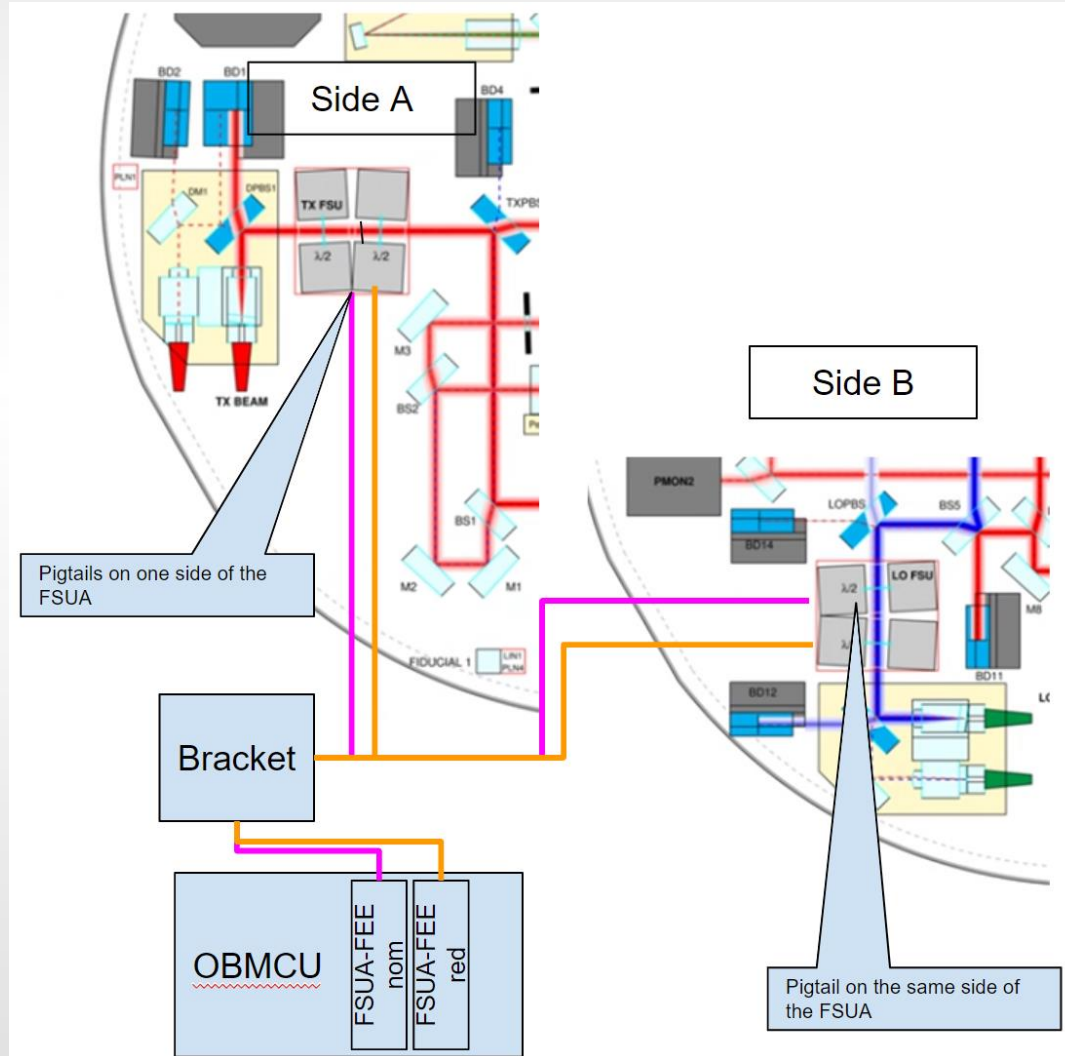 BD2
BD1
Side A
BD4
PLN1
DM1
DPBS1
TX FSU
TXPBS
λ/2
λ/2
M3
BS2
TX BEAM
BS1
M2
M1
Pigtails on one side of the
FSUA
FIDUCIAL 1
LIN1
PLN4
Side B
PMON2
LOPBS
BS5
BD14
λ/2
LO FSU
M8
BD11
BD12
Bracket
OBMCU
FSUA-FEE
nom
FSUA-FEE
red
Pigtail on the same side of
the FSUA